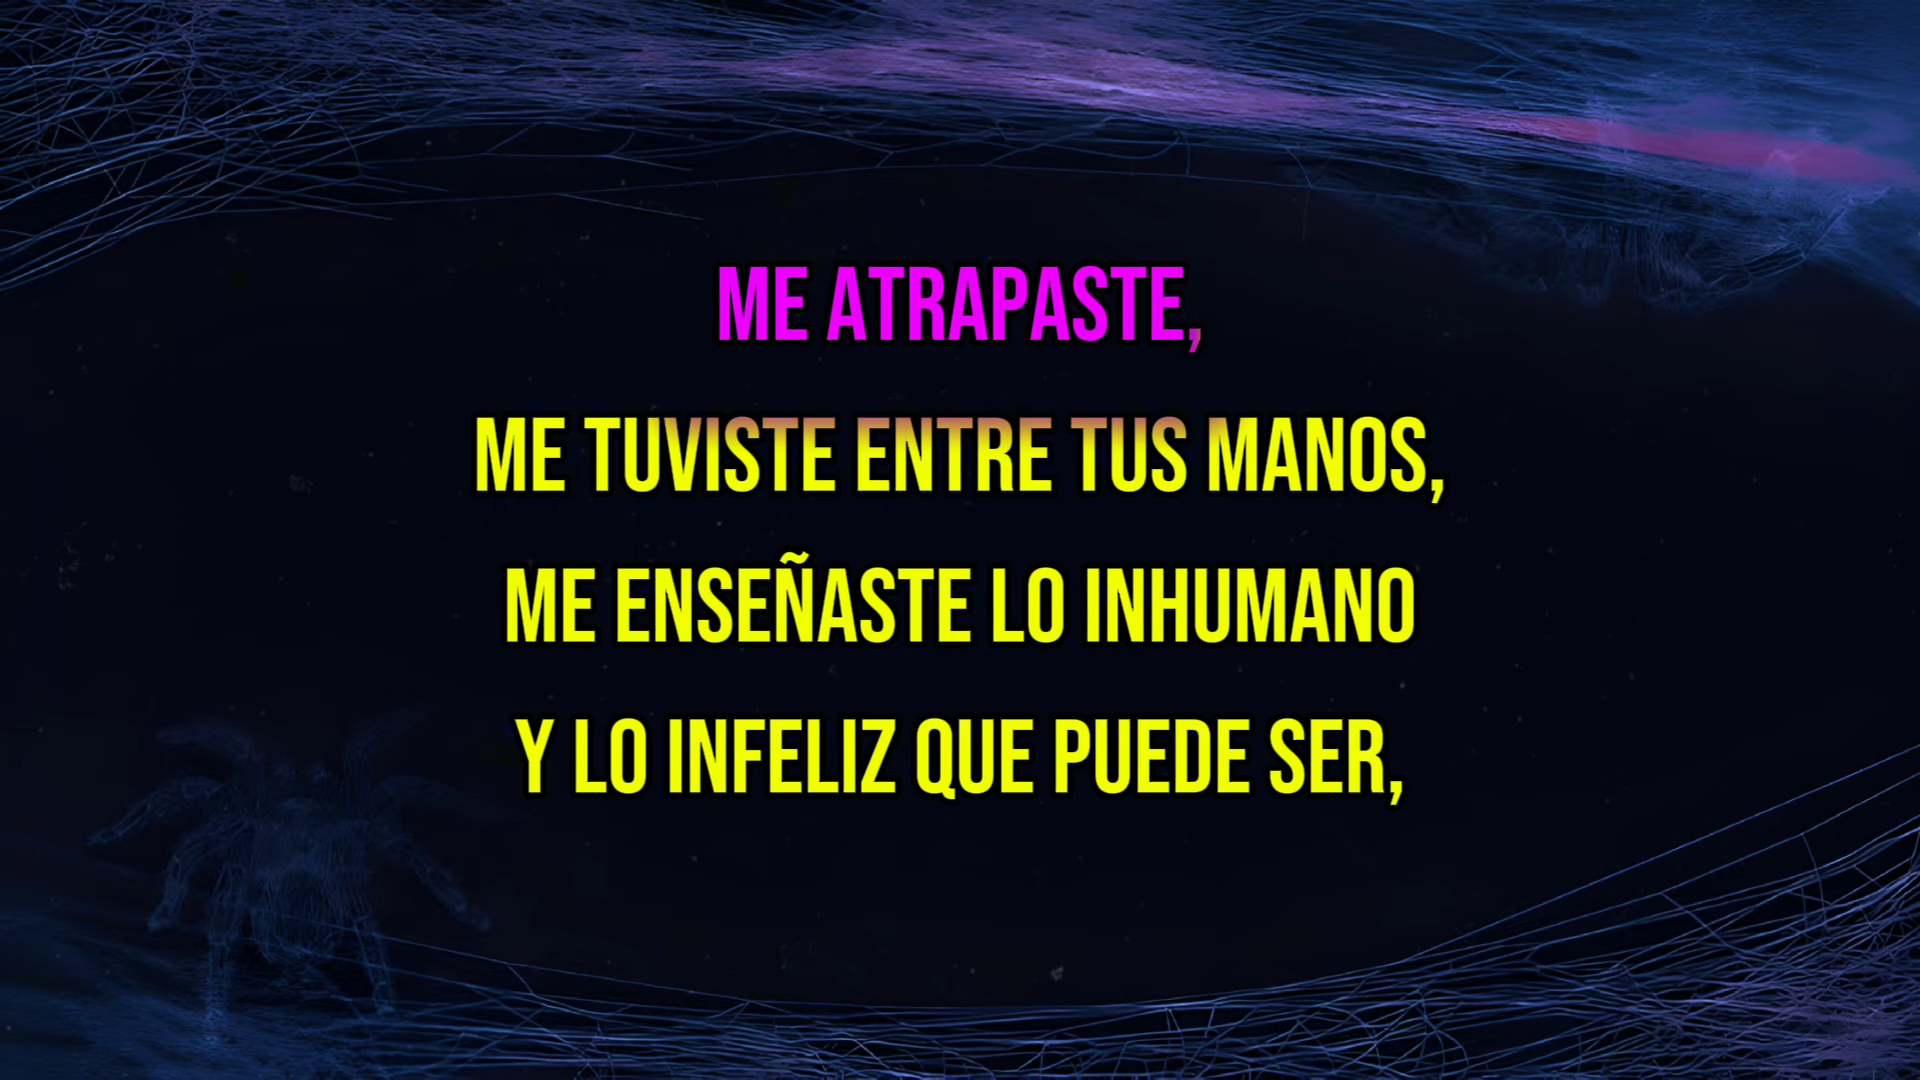 ME ATRAPASTE,
ME TUVISTE ENTRE TUS MANOS,
ME ENSEÑASTE LO INHUMANO
Y LO INFELIZ QUE PUEDE SER,